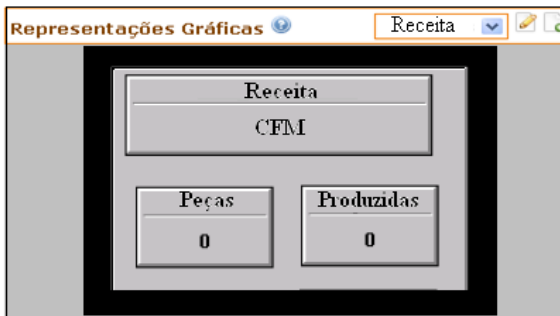 Representações Gráficas Receita
Receita
CFM
Peças Produzidas
0 0